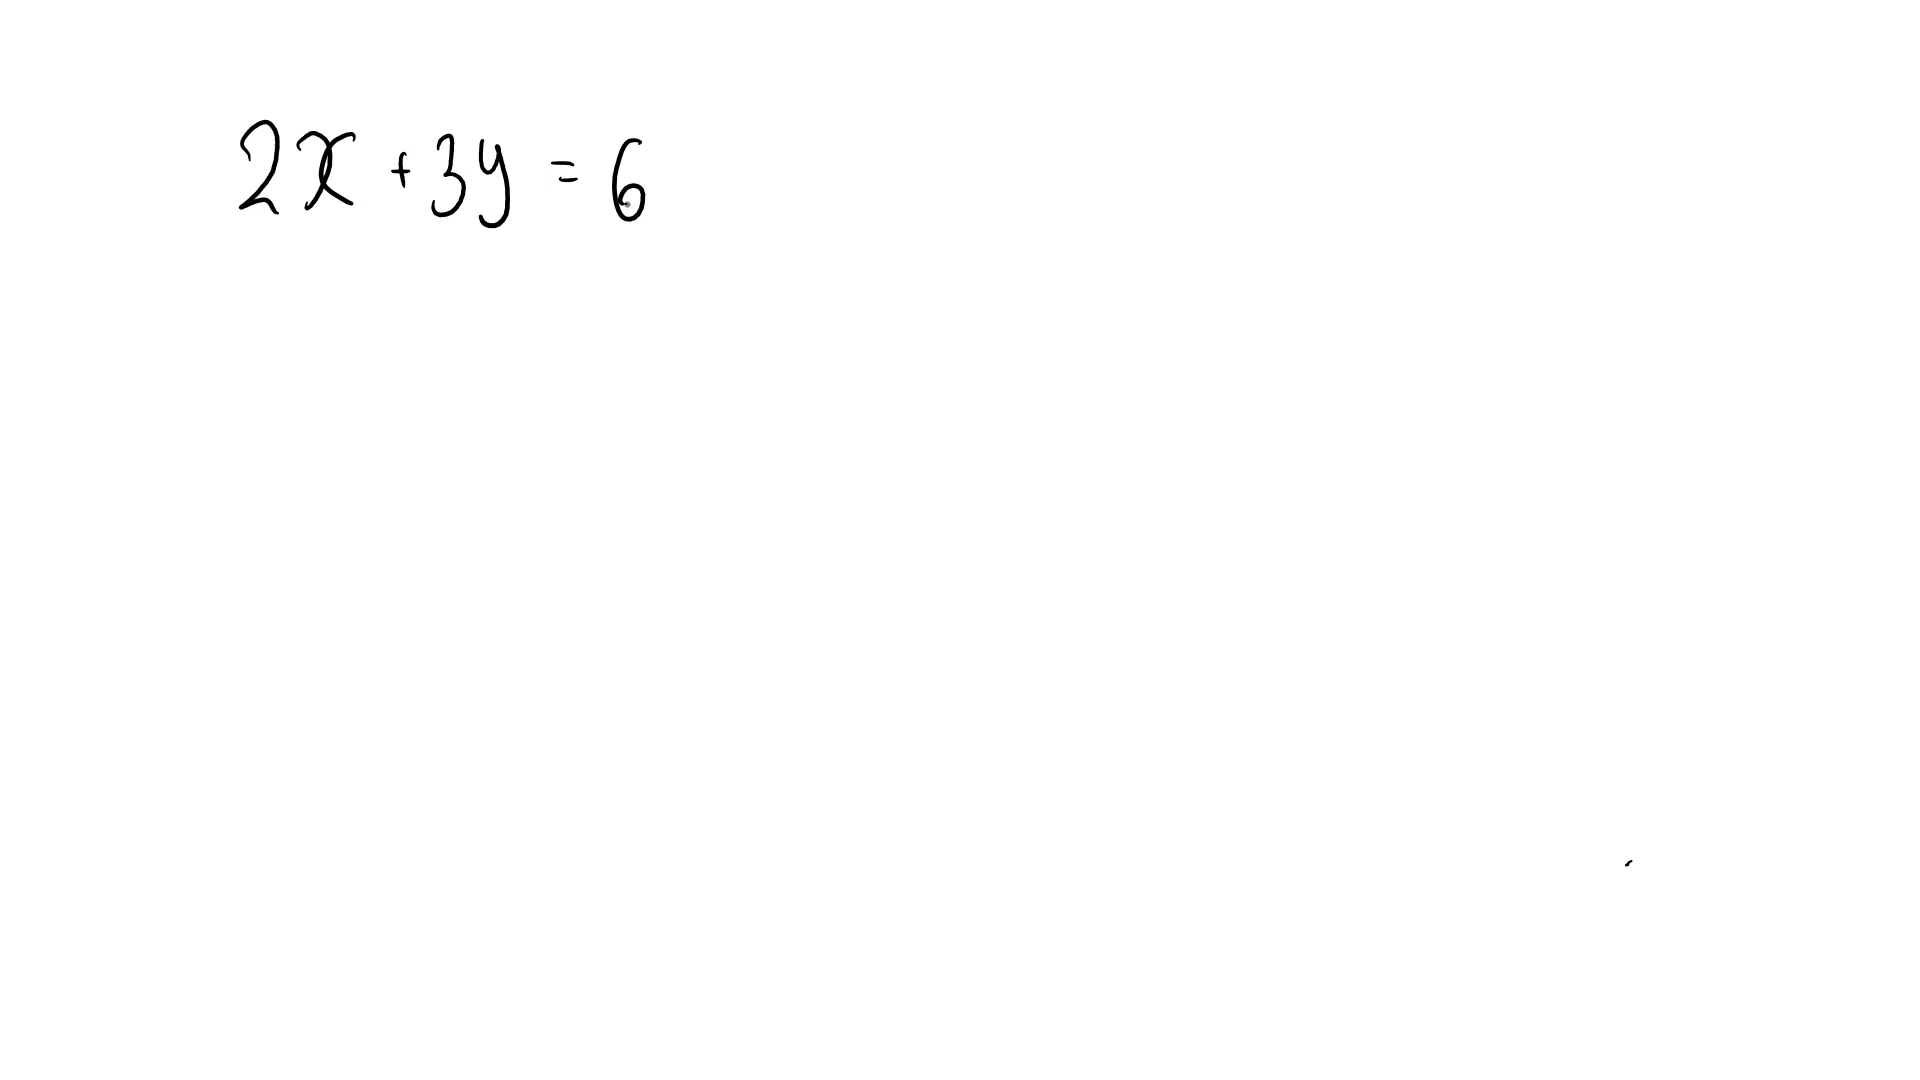 2x + 3y = 6